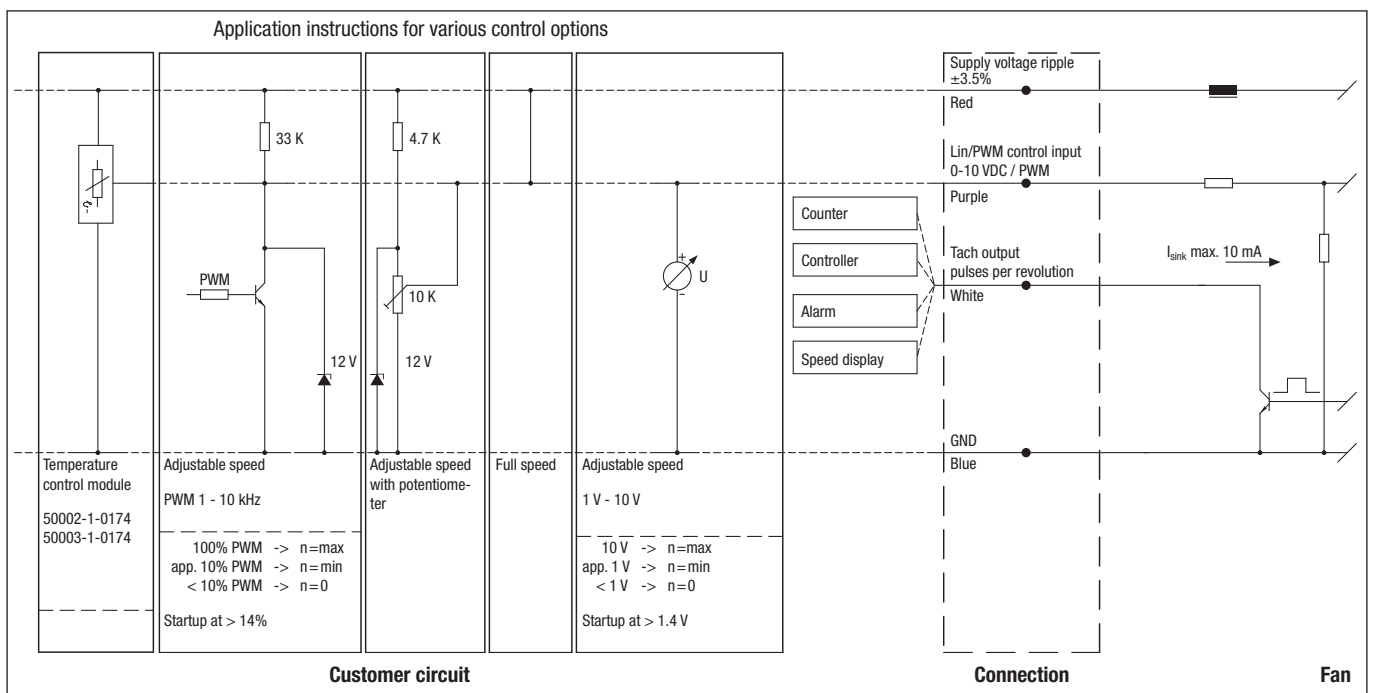 Application instructions for various control options
33 K
4.7 K
PWM
12 V
10 K
12 V
+
U
–
Counter
Controller
Alarm
Speed display
Supply voltage ripple
±3.5%
Red
Lin/PWM control input
0-10 VDC / PWM
Purple
Tach output
pulses per revolution
White
GND
Blue
Isink max. 10 mA
Temperature
control module
50002-1-0174
50003-1-0174
Adjustable speed
PWM 1 - 10 kHz
100% PWM -> n=max
app. 10% PWM -> n=min
< 10% PWM -> n=0
Startup at > 14%
Adjustable speed
with potentiome-
ter
Full speed
Adjustable speed
1 V - 10 V
10 V -> n=max
app. 1 V -> n=min
< 1 V -> n=0
Startup at > 1.4 V
Customer circuit
Connection
Fan